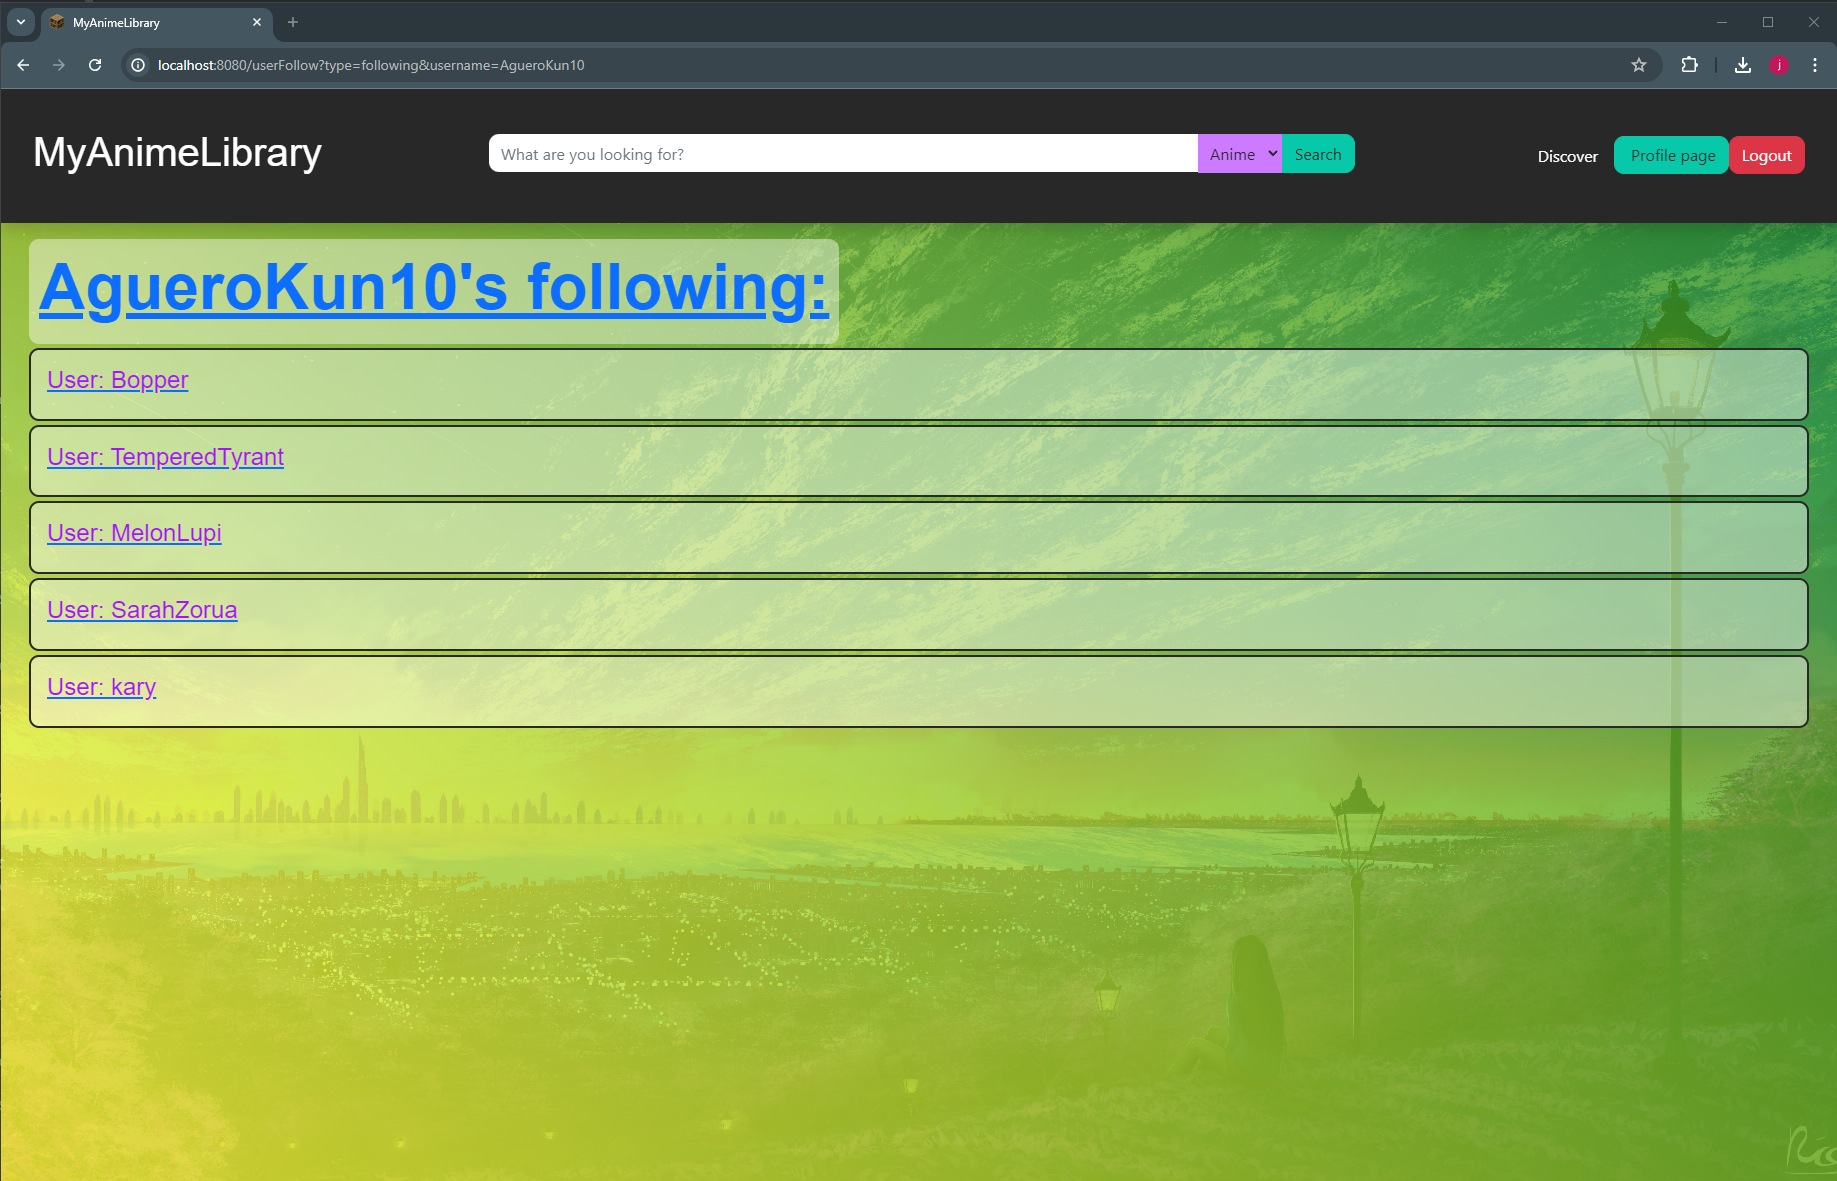 MyAnimeLibrary
localhost:8080/userFollow?type=following&username=AgueroKun10
j
MyAnimeLibrary
What are you looking for?
Anime
Search
Discover
Profile page
Logout
AgueroKun10's following:
User: Bopper
User: TemperedTyrant
User: MelonLupi
User: SarahZorua
User: kary